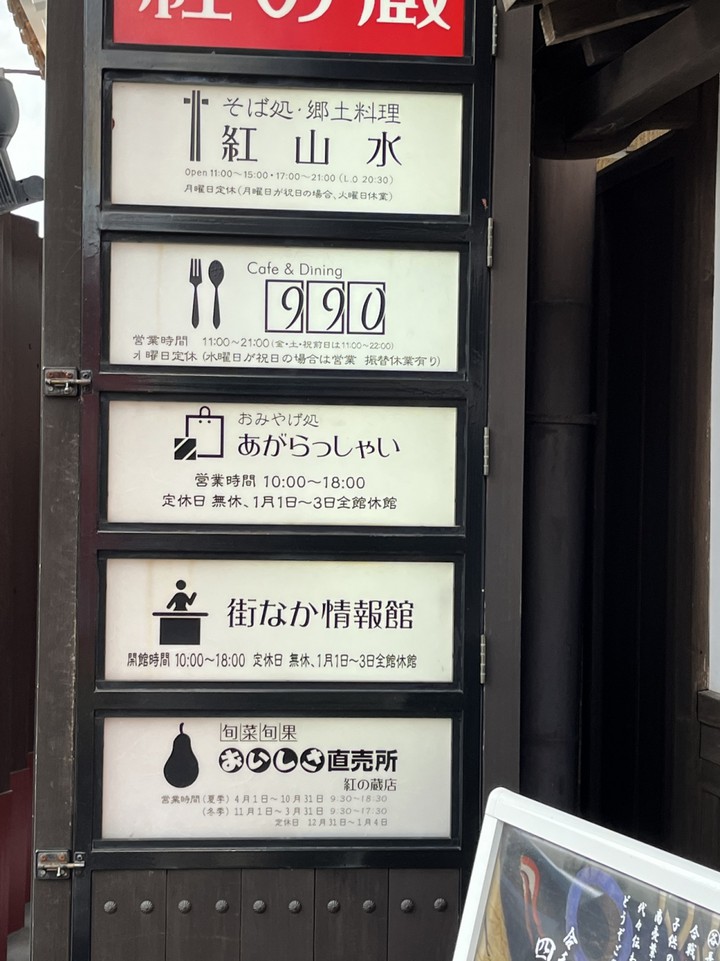 紅の蔵
そば処・郷土料理
紅山水
Open 11:00～15:00・17:00～21:00（L.O 20:30）
月曜日定休（月曜日が祝日の場合、火曜日休業）
Cafe & Dining
990
営業時間 11:00～21:00（金・土・祝前日は11:00～22:00）
水曜日定休（水曜日が祝日の場合は営業 振替休業有り）
おみやげ処
あがらっしゃい
営業時間 10:00～18:00
定休日 無休、1月1日～3日全館休館
街なか情報館
開館時間 10:00～18:00 定休日 無休、1月1日～3日全館休館
旬菜旬果
おいしさ直売所
紅の蔵店
営業時間（夏季）4月1日～10月31日 9:30～18:30
（冬季）11月1日～3月31日 9:30～17:30
定休日 12月31日～1月4日